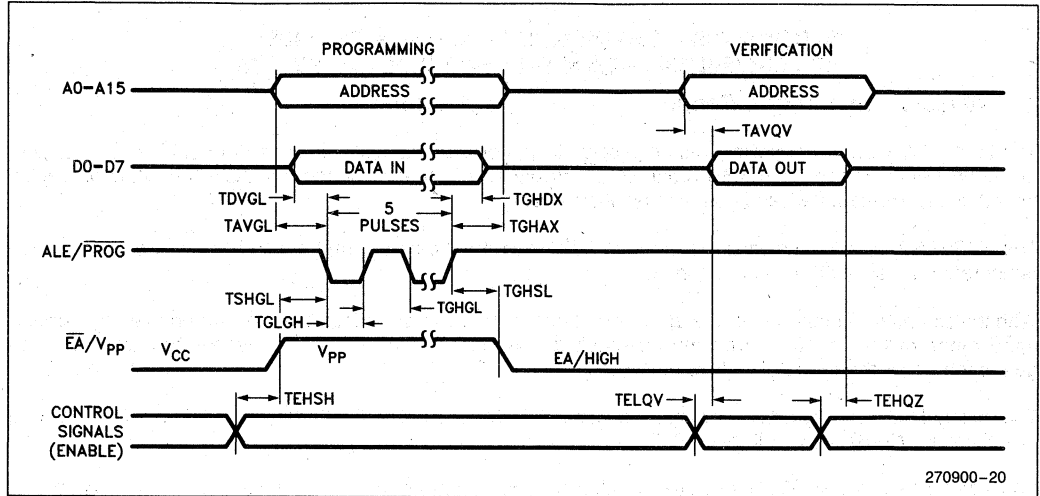 PROGRAMMING VERIFICATION
A0–A15 ADDRESS ADDRESS
TAVQV
D0–D7 DATA IN DATA OUT
TDVGL 5 PULSES TGHDX
TAVGL TGHAX
ALE/PROG
TSHGL TGHGL TGHSL
TGLGH
EA/VPP VCC VPP EA/HIGH
TEHSH TELQV TEHQZ
CONTROL SIGNALS (ENABLE)
270900–20